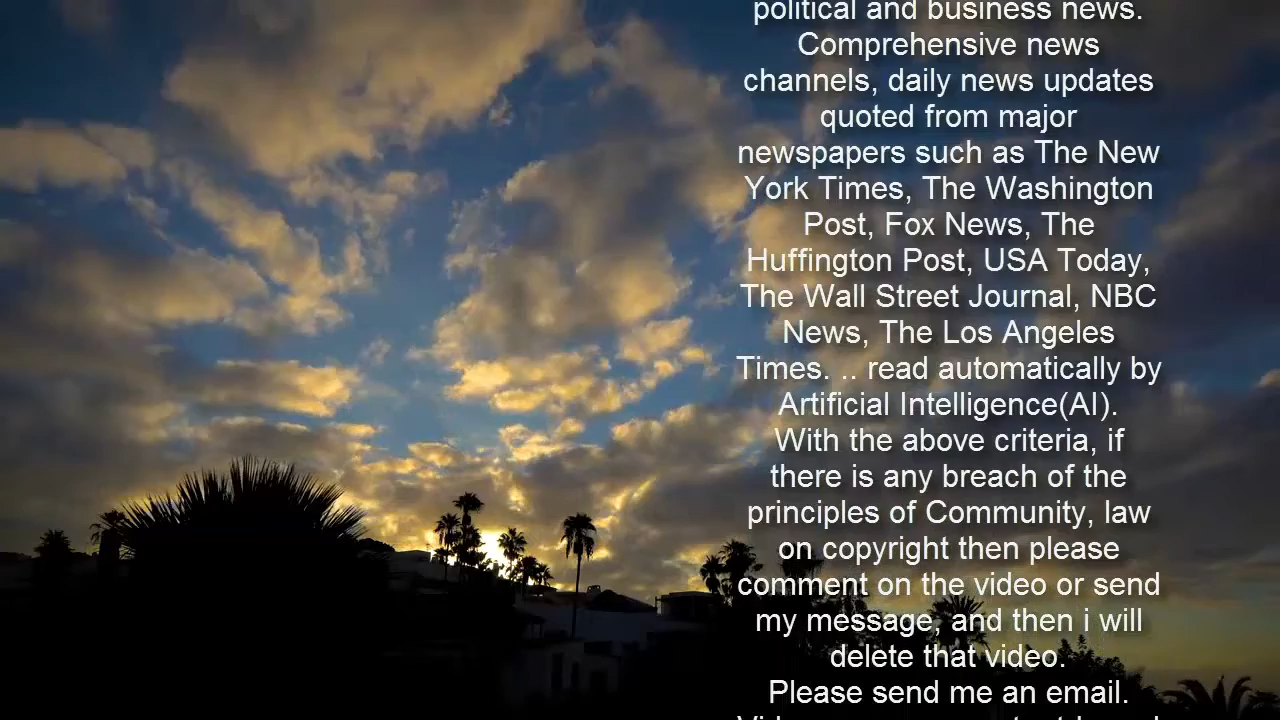 political and business news.
Comprehensive news
channels, daily news updates
quoted from major
newspapers such as The New
York Times, The Washington
Post, Fox News, The
Huffington Post, USA Today,
The Wall Street Journal, NBC
News, The Los Angeles
Times. .. read automatically by
Artificial Intelligence(AI).
With the above criteria, if
there is any breach of the
principles of Community, law
on copyright then please
comment on the video or send
my message, and then i will
delete that video.
Please send me an email.